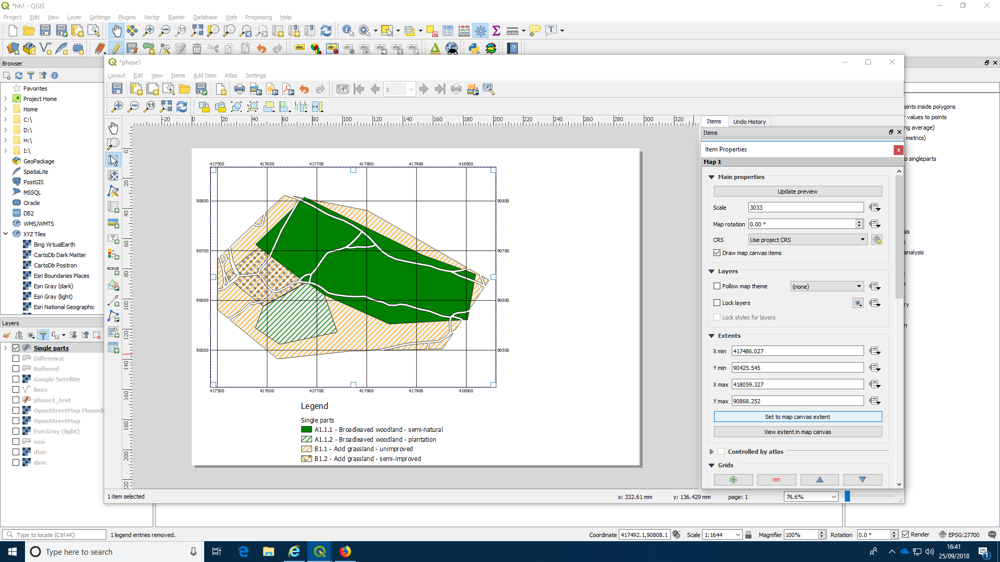 *hh1 - QGIS
Project Edit View Layer Settings Plugins Vector Raster Database Web Processing Help
Browser
Favorites
Project Home
Home
C:\
D:\
H:\
I:\
GeoPackage
SpatiaLite
PostGIS
MSSQL
Oracle
DB2
WMS/WMTS
XYZ Tiles
Bing VirtualEarth
CartoDb Dark Matter
CartoDb Positron
Esri Boundaries Places
Esri Gray (dark)
Esri Gray (light)
Esri National Geographic
Layers
Single parts
Difference
Buffered
Google Satellite
lines
phase1_test
OpenStreetMap Monoch
OpenStreetMap
Esri Gray (light)
sssi
dtm
dsm
*phase1
Layout Edit View Items Add Item Atlas Settings
1
-20 0 20 40 60 80 100 120 140 160 180 200 220 240 260 280 300 320
0 20 40 60 80 100 120 140 160 180 200 220
417500 417600 417700 417800 417900 418000
90800 90800
90700 90700
90600 90600
90500 90500
417500 417600 417700 417800 417900 418000
Legend
Single parts
A1.1.1 - Broadleaved woodland - semi-natural
A1.1.2 - Broadleaved woodland - plantation
B1.1 - Acid grassland - unimproved
B1.2 - Acid grassland - semi-improved
Items Undo History
Items
Item Properties
Map 1
Main properties
Update preview
Scale 3033
Map rotation 0.00 °
CRS Use project CRS
Draw map canvas items
Layers
Follow map theme (none)
Lock layers
Lock styles for layers
Extents
X min 417486.027
Y min 90425.545
X max 418059.327
Y max 90868.252
Set to map canvas extent
View extent in map canvas
Controlled by atlas
Grids
oints inside polygons
values to points
ng average)
metrics)
o singleparts
sis
analysis
ry
1 item selected x: 332.61 mm y: 136.429 mm page: 1 76.6%
Type to locate (Ctrl+K) 1 legend entries removed. Coordinate 417492.1,90808.1 Scale 1:1644 Magnifier 100% Rotation 0.0 ° Render EPSG:27700
Type here to search
16:41
25/09/2018
1